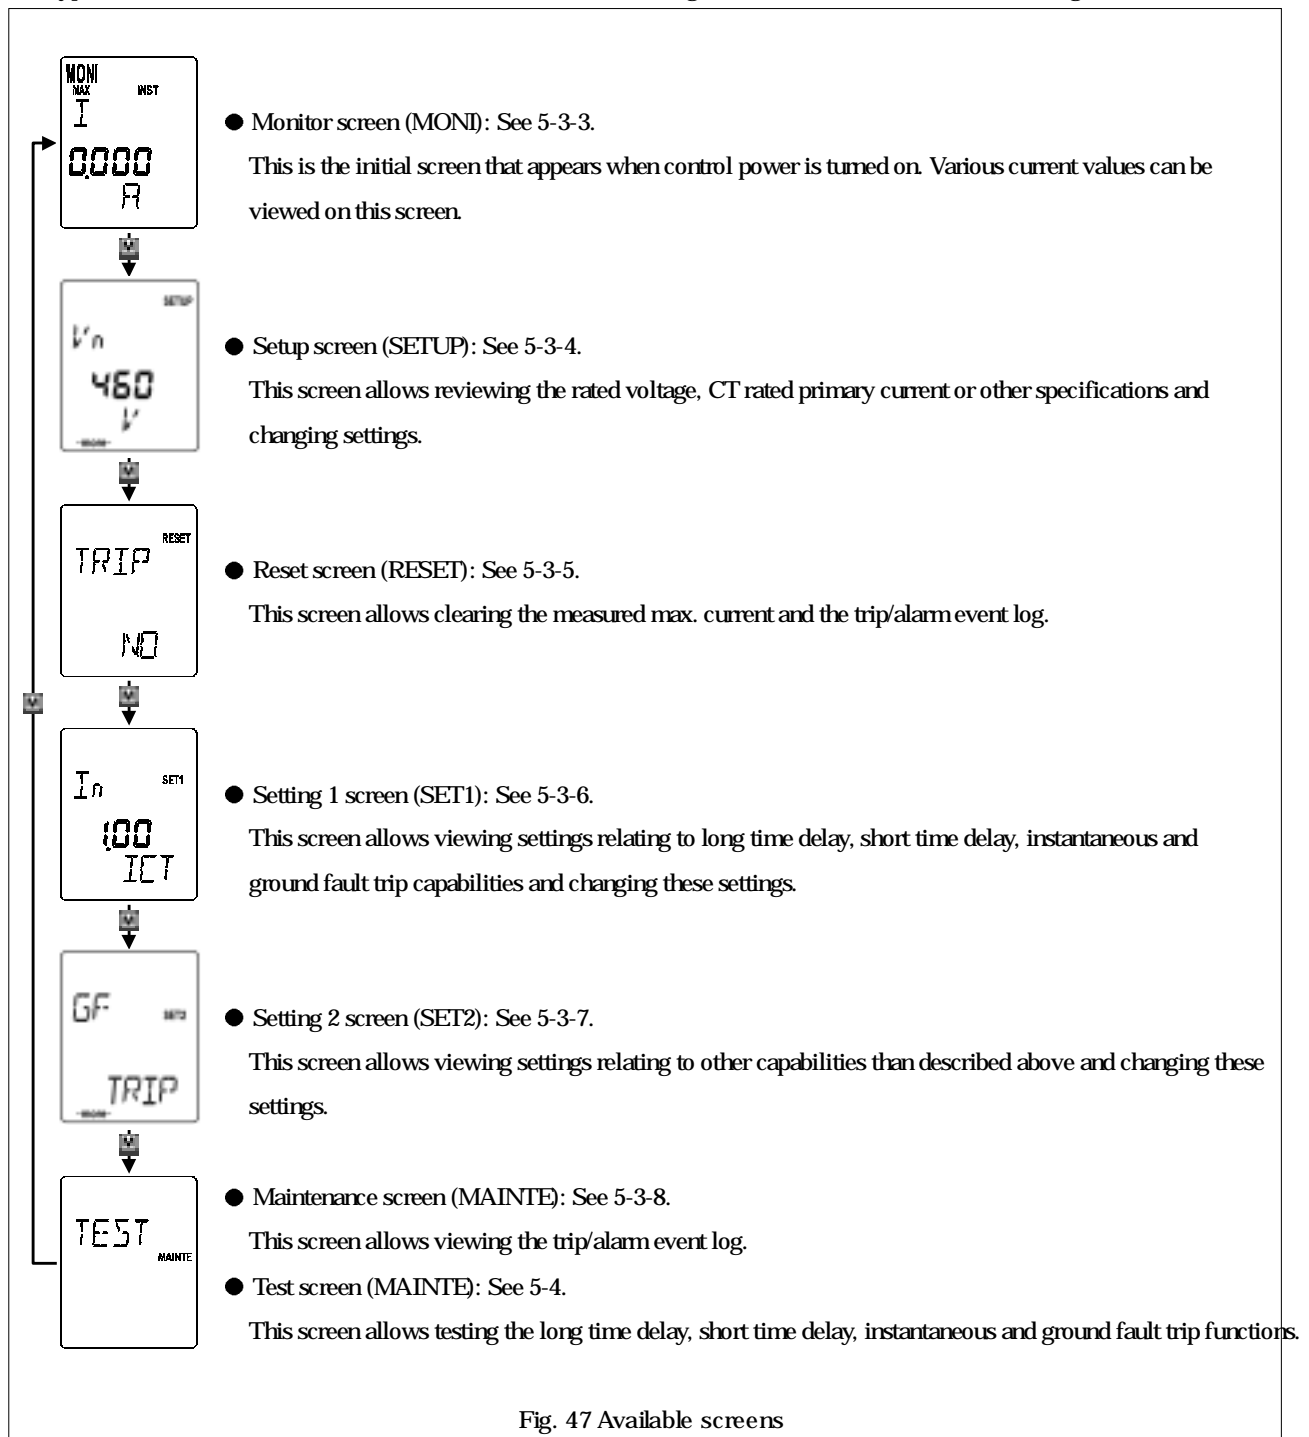 MONI
MAX INST
I
0.000
A
● Monitor screen (MONI): See 5-3-3.
This is the initial screen that appears when control power is turned on. Various current values can be
viewed on this screen.
M
SETUP
Vn
460
V
-MONI-
● Setup screen (SETUP): See 5-3-4.
This screen allows reviewing the rated voltage, CT rated primary current or other specifications and
changing settings.
M
RESET
TRIP
NO
● Reset screen (RESET): See 5-3-5.
This screen allows clearing the measured max. current and the trip/alarm event log.
M
M
In SET1
1.00
ICT
● Setting 1 screen (SET1): See 5-3-6.
This screen allows viewing settings relating to long time delay, short time delay, instantaneous and
ground fault trip capabilities and changing these settings.
M
GF SET2
TRIP
-MONI-
● Setting 2 screen (SET2): See 5-3-7.
This screen allows viewing settings relating to other capabilities than described above and changing these
settings.
M
TEST
MAINTE
● Maintenance screen (MAINTE): See 5-3-8.
This screen allows viewing the trip/alarm event log.
● Test screen (MAINTE): See 5-4.
This screen allows testing the long time delay, short time delay, instantaneous and ground fault trip functions.
Fig. 47 Available screens